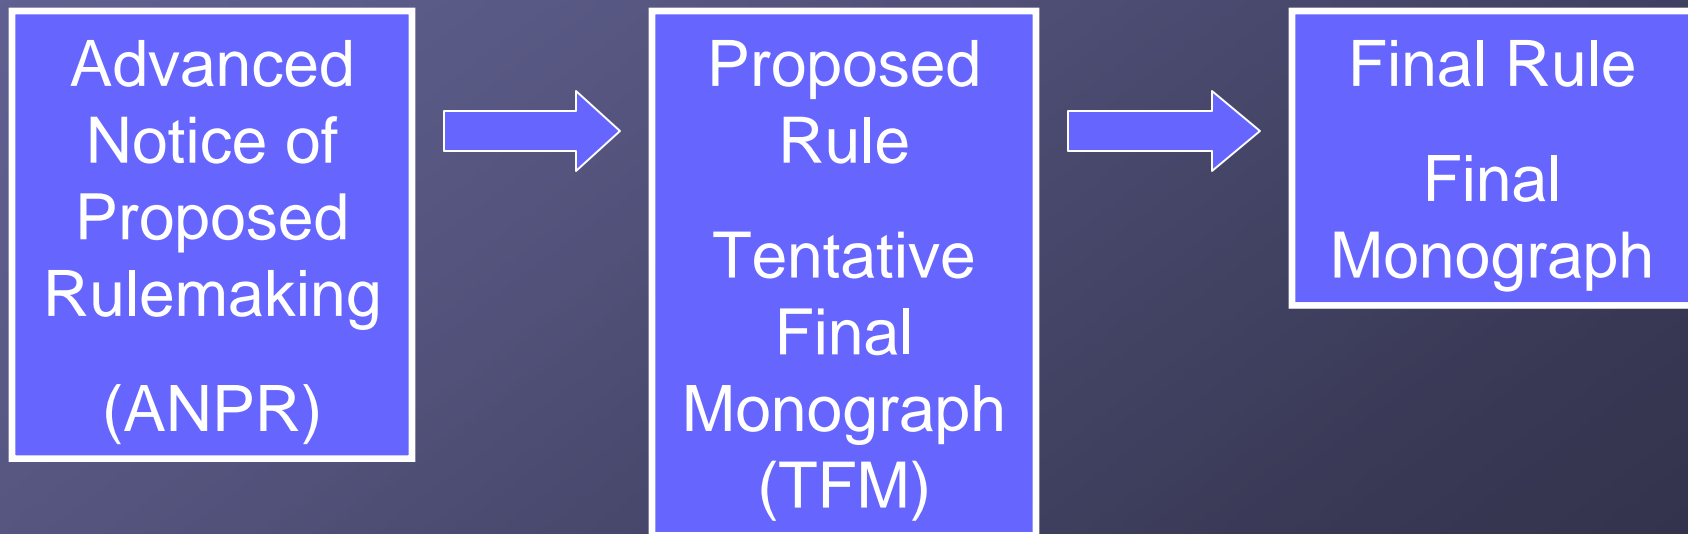 Advanced
Notice of
Proposed
Rulemaking
(ANPR)
Proposed
Rule
Tentative
Final
Monograph
(TFM)
Final Rule
Final
Monograph